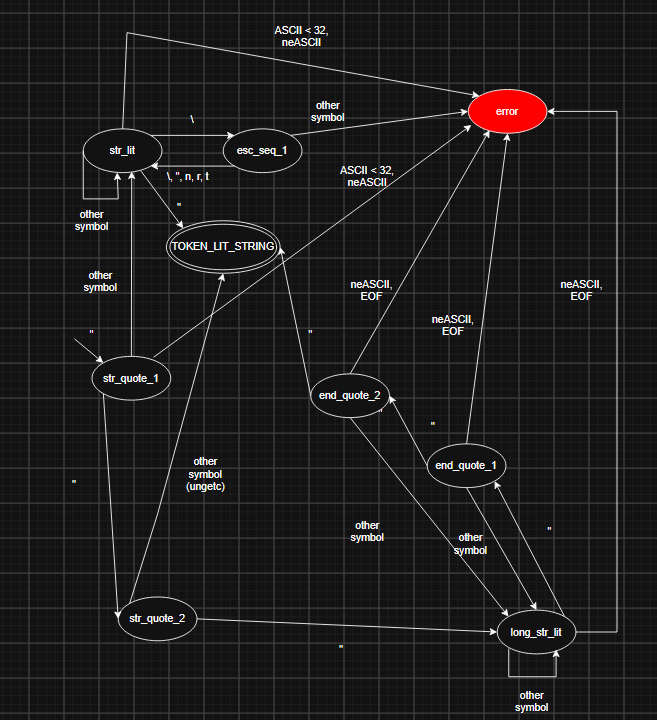 ASCII < 32,
neASCII
error
\
other
symbol
str_lit
esc_seq_1
\, ", n, r, t
ASCII < 32,
neASCII
other
symbol
"
TOKEN_LIT_STRING
other
symbol
neASCII,
EOF
neASCII,
EOF
neASCII,
EOF
"
"
str_quote_1
end_quote_2
"
"
end_quote_1
other
symbol
(ungetc)
"
other
symbol
other
symbol
"
str_quote_2
long_str_lit
"
other
symbol